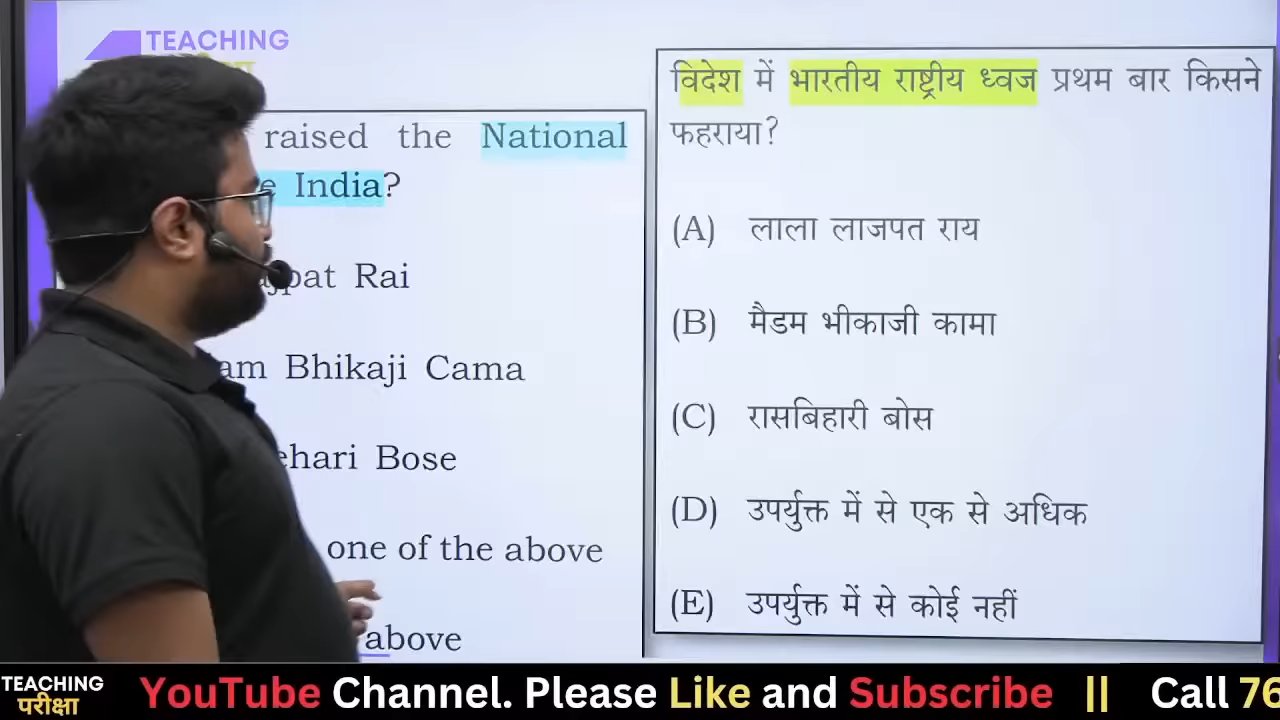 TEACHING
raised the National
e India?
ajpat Rai
am Bhikaji Cama
ehari Bose
one of the above
above
विदेश में भारतीय राष्ट्रीय ध्वज प्रथम बार किसने
फहराया?
(A) लाला लाजपत राय
(B) मैडम भीकाजी कामा
(C) रासबिहारी बोस
(D) उपर्युक्त में से एक से अधिक
(E) उपर्युक्त में से कोई नहीं
TEACHING
परीक्षा
YouTube Channel. Please Like and Subscribe || Call 76